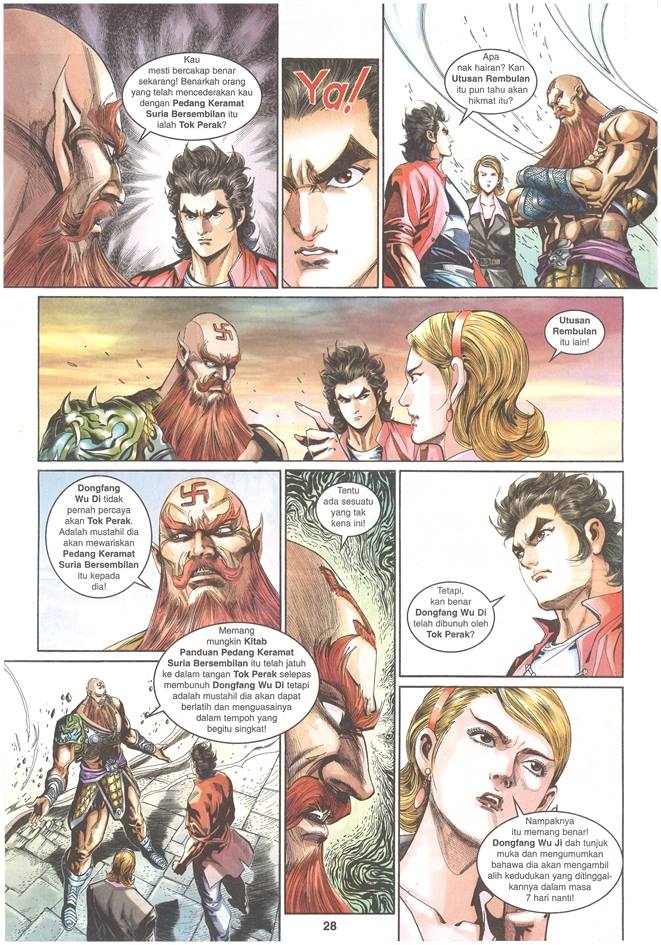 Kau
mesti bercakap benar
sekarang! Benarkah orang
yang telah mencederakan kau
dengan Pedang Keramat
Suria Bersembilan itu
ialah Tok Perak?
Ya!
Apa
nak hairan? Kan
Utusan Rembulan
itu pun tahu akan
hikmat itu?
Utusan
Rembulan
itu lain!
Dongfang
Wu Di tidak
pernah percaya
akan Tok Perak.
Adalah mustahil dia
akan mewariskan
Pedang Keramat
Suria Bersembilan
itu kepada
dia!
Memang
mungkin Kitab
Panduan Pedang Keramat
Suria Bersembilan itu telah jatuh
ke dalam tangan Tok Perak selepas
membunuh Dongfang Wu Di tetapi
adalah mustahil dia akan dapat
berlatih dan menguasainya
dalam tempoh yang
begitu singkat!
Tentu
ada sesuatu
yang tak
kena ini!
Tetapi,
kan benar
Dongfang Wu Di
telah dibunuh oleh
Tok Perak?
Nampaknya
itu memang benar!
Dongfang Wu Ji dah tunjuk
muka dan mengumumkan
bahawa dia akan mengambil
alih kedudukan yang ditinggal-
kannya dalam masa
7 hari nanti!
28